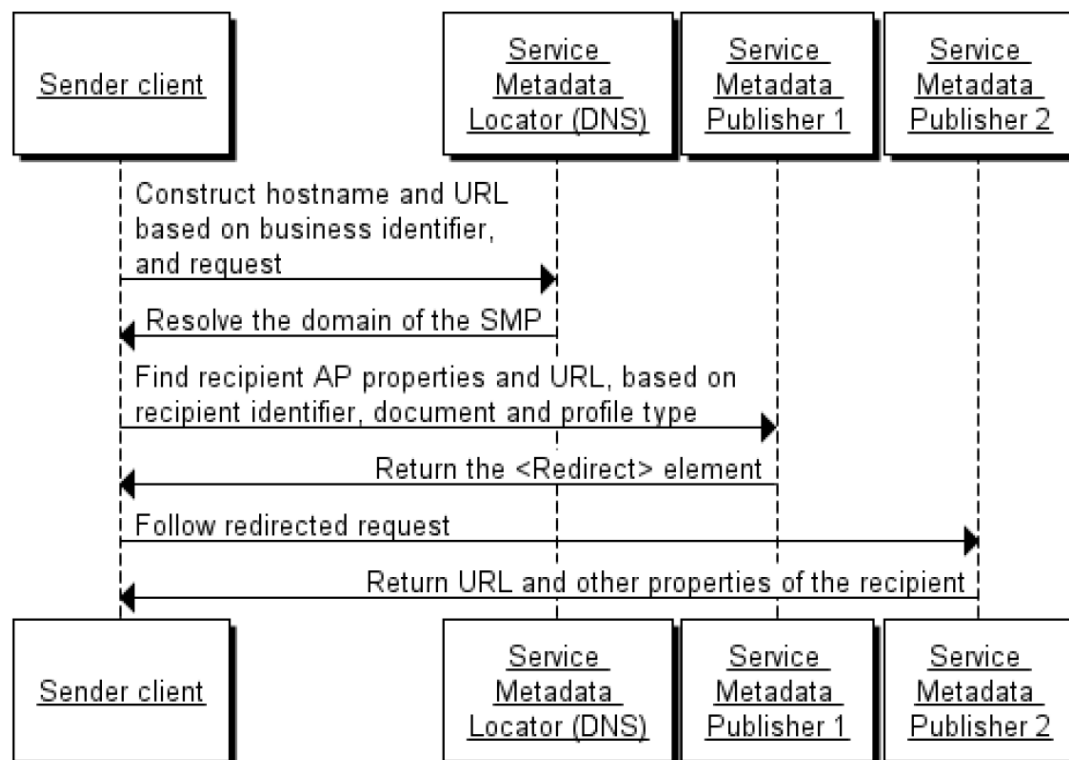 Sender client
Service
Metadata
Locator (DNS)
Service
Metadata
Publisher 1
Service
Metadata
Publisher 2
Construct hostname and URL
based on business identifier,
and request
Resolve the domain of the SMP
Find recipient AP properties and URL, based on
recipient identifier, document and profile type
Return the <Redirect> element
Follow redirected request
Return URL and other properties of the recipient
Sender client
Service
Metadata
Locator (DNS)
Service
Metadata
Publisher 1
Service
Metadata
Publisher 2